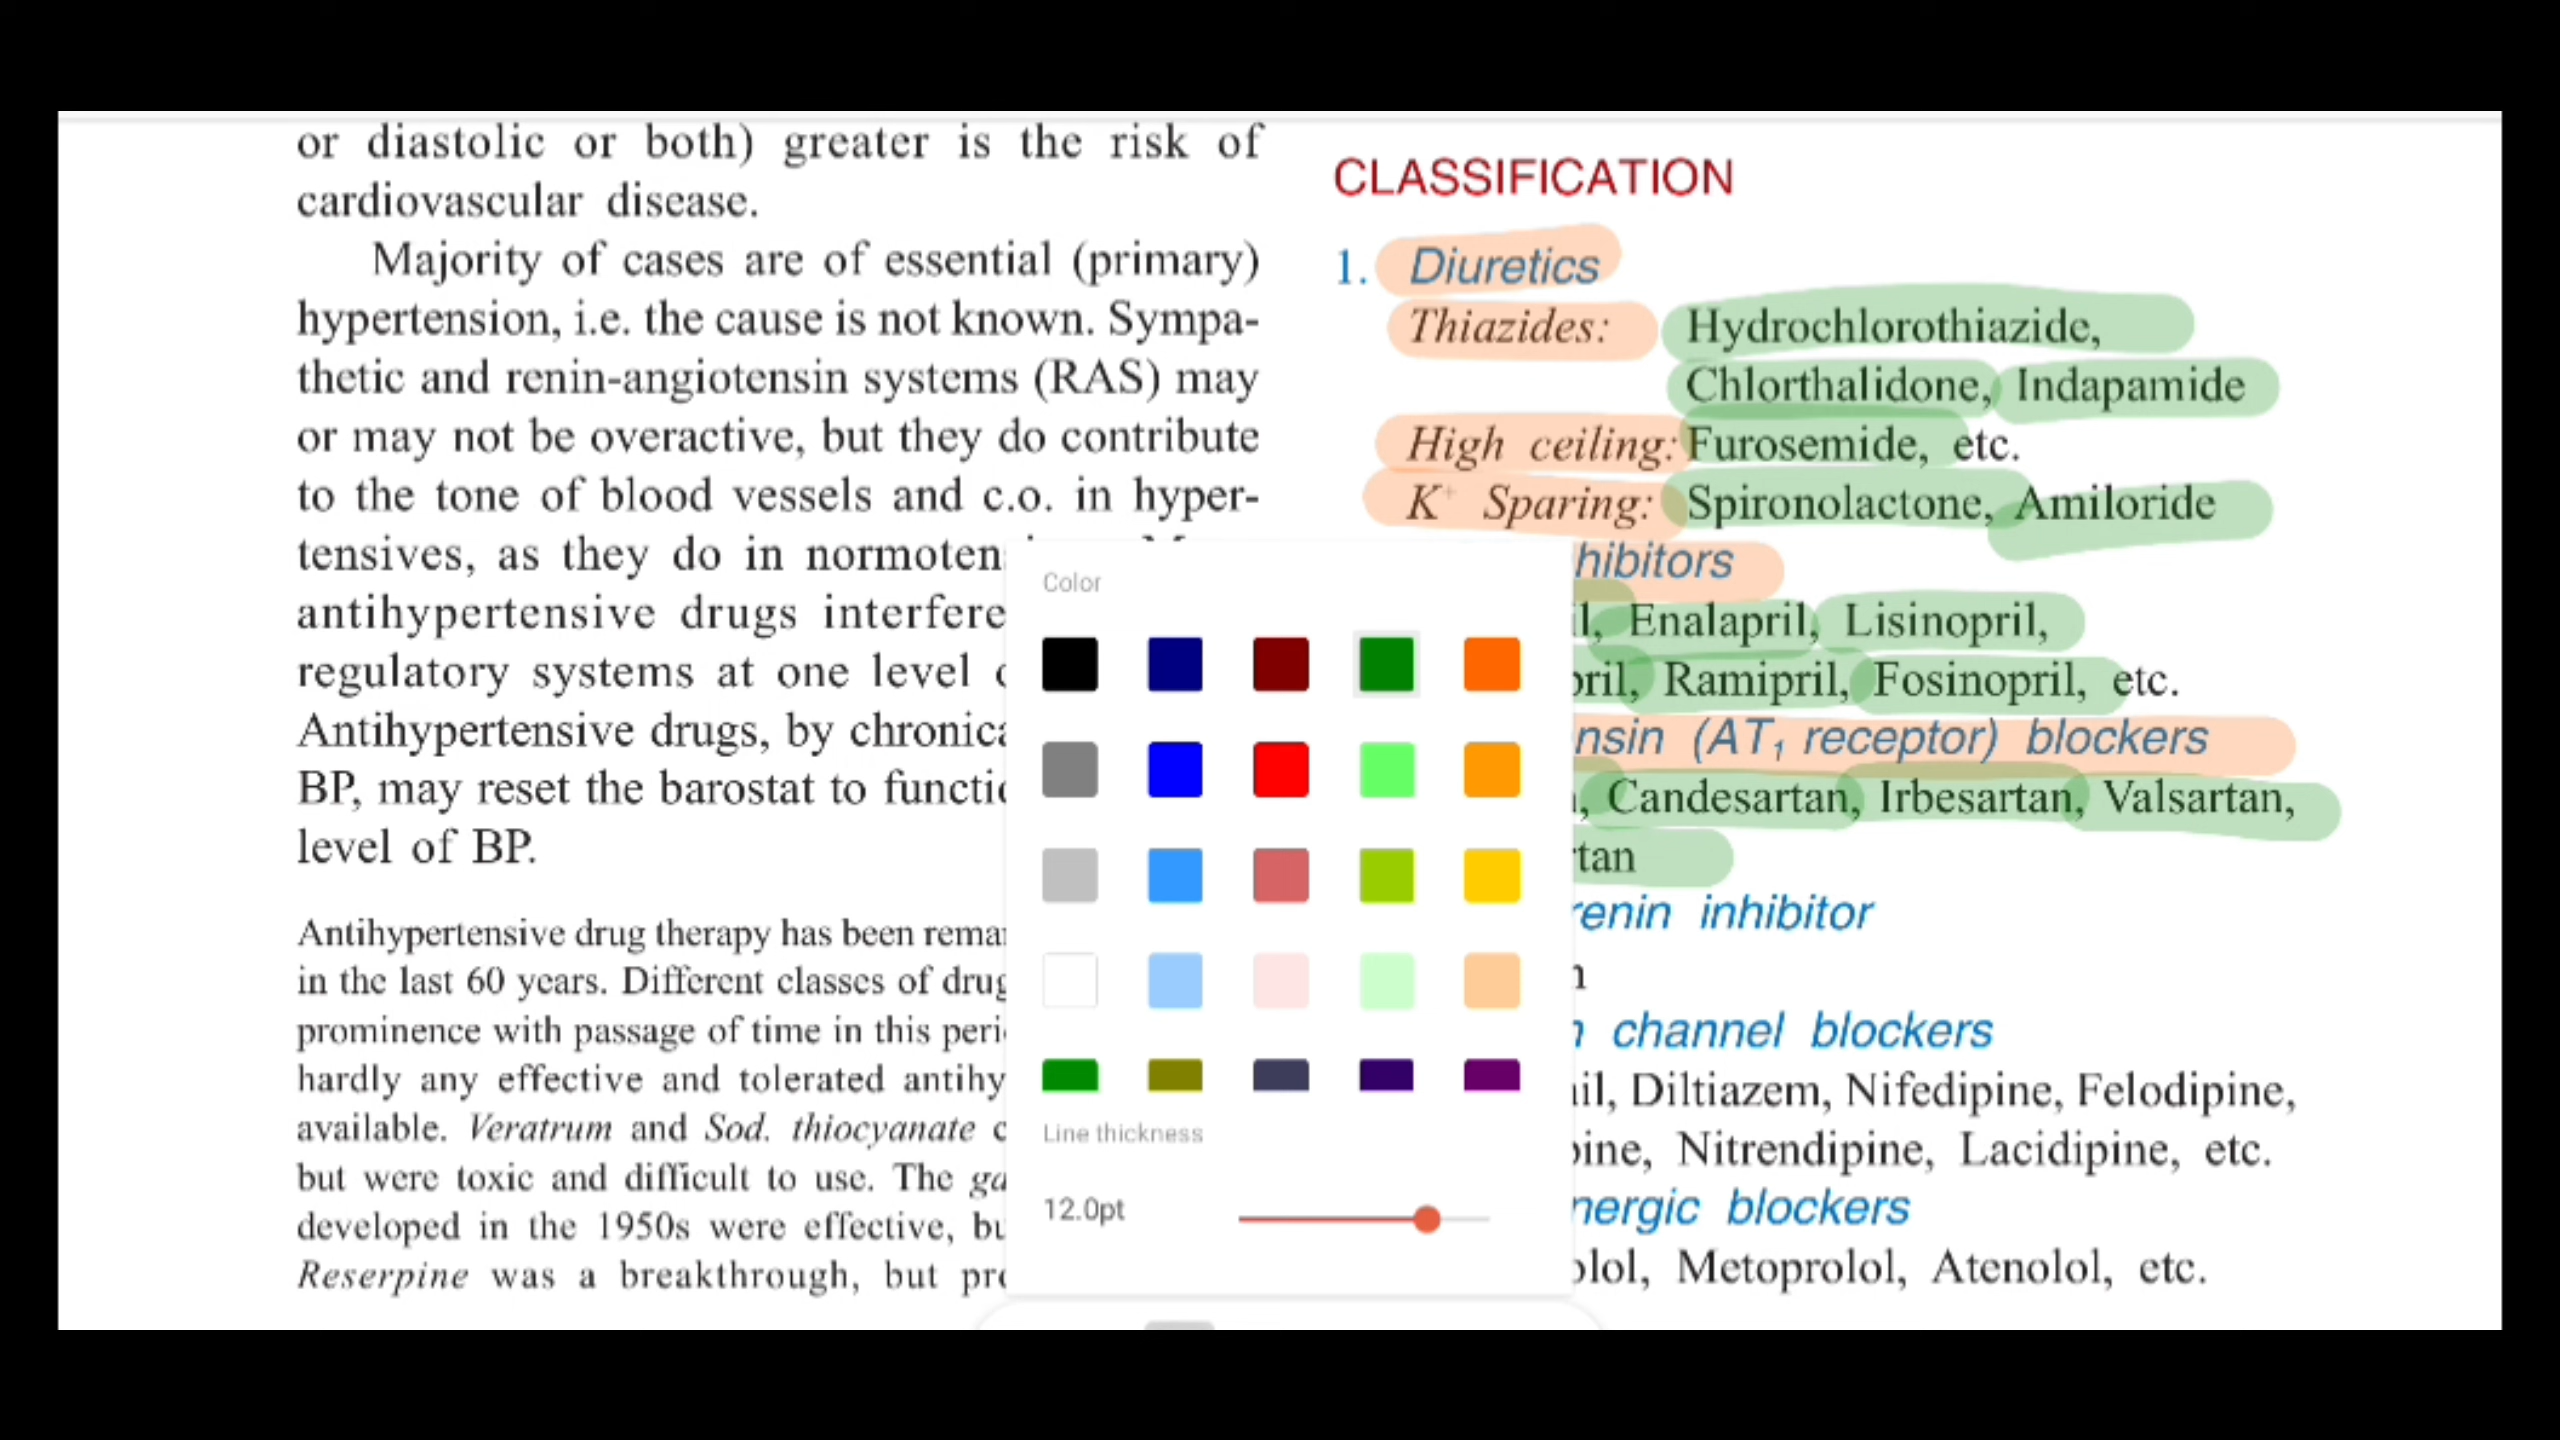 or diastolic or both) greater is the risk of
cardiovascular disease.
Majority of cases are of essential (primary)
hypertension, i.e. the cause is not known. Sympa-
thetic and renin-angiotensin systems (RAS) may
or may not be overactive, but they do contribute
to the tone of blood vessels and c.o. in hyper-
tensives, as they do in
antihypertensive drugs interfere
regulatory systems at one level
Antihypertensive drugs, by
BP, may reset the barostat to
level of BP.
Antihypertensive drug therapy has been
in the last 60 years. Different classes of
prominence with passage of time in this
hardly any effective and tolerated
available. Veratrum and Sod. thiocyanate
but were toxic and difficult to use. The
developed in the 1950s were effective,
Reserpine was a breakthrough, but
CLASSIFICATION
1. Diuretics
Thiazides: Hydrochlorothiazide,
Chlorthalidone, Indapamide
High ceiling: Furosemide, etc.
K+ Sparing: Spironolactone, Amiloride
hibitors
Enalapril, Lisinopril,
pril, Ramipril, Fosinopril, etc.
nsin (AT1 receptor) blockers
Candesartan, Irbesartan, Valsartan,
rtan
renin inhibitor
channel blockers
il, Diltiazem, Nifedipine, Felodipine,
pine, Nitrendipine, Lacidipine, etc.
nergic blockers
olol, Metoprolol, Atenolol, etc.
Color
Line thickness
12.0pt